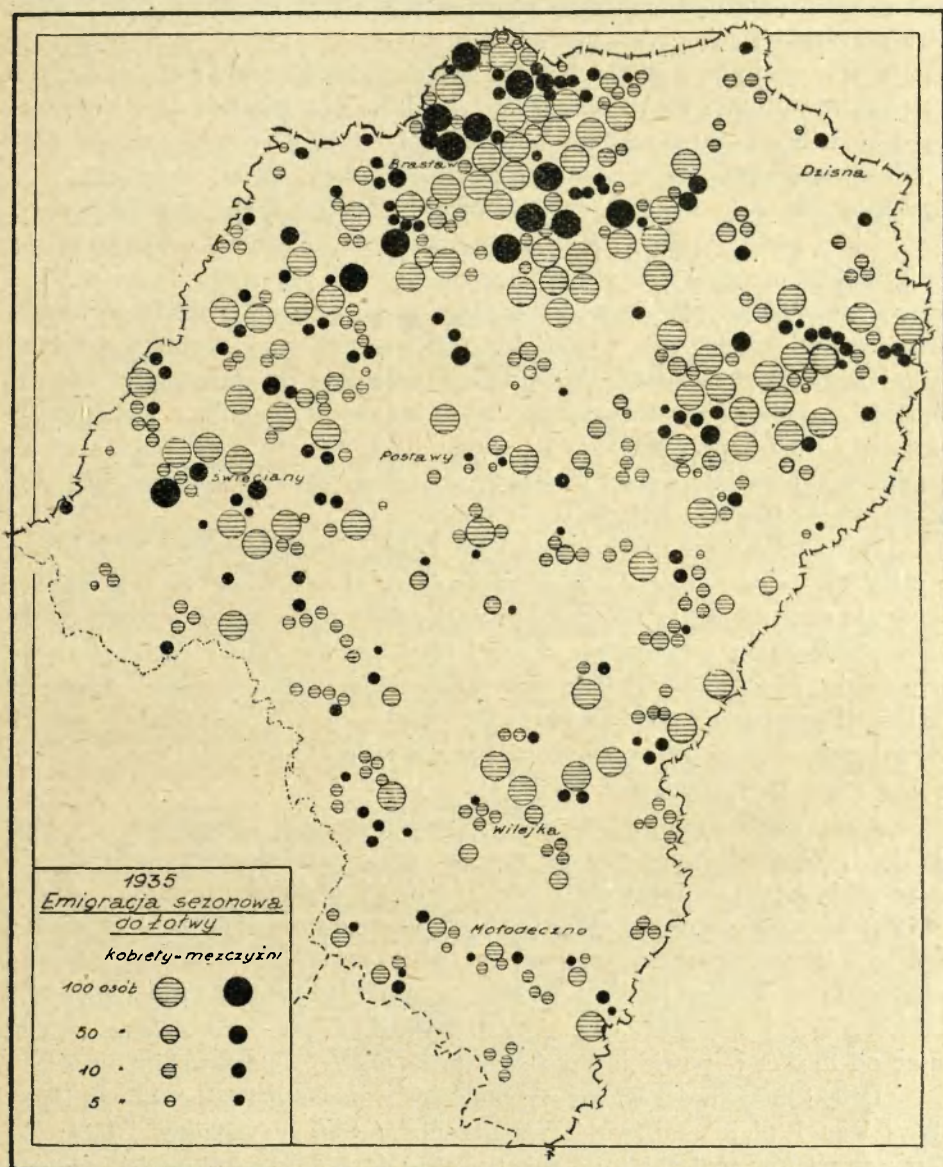 Brasław
Dzisna
Postawy
Święciany
Wilejka
Mołodeczno
1935
Emigracja sezonowa
do Łotwy
kobiety - mężczyźni
100 osób
50 "
10 "
5 "